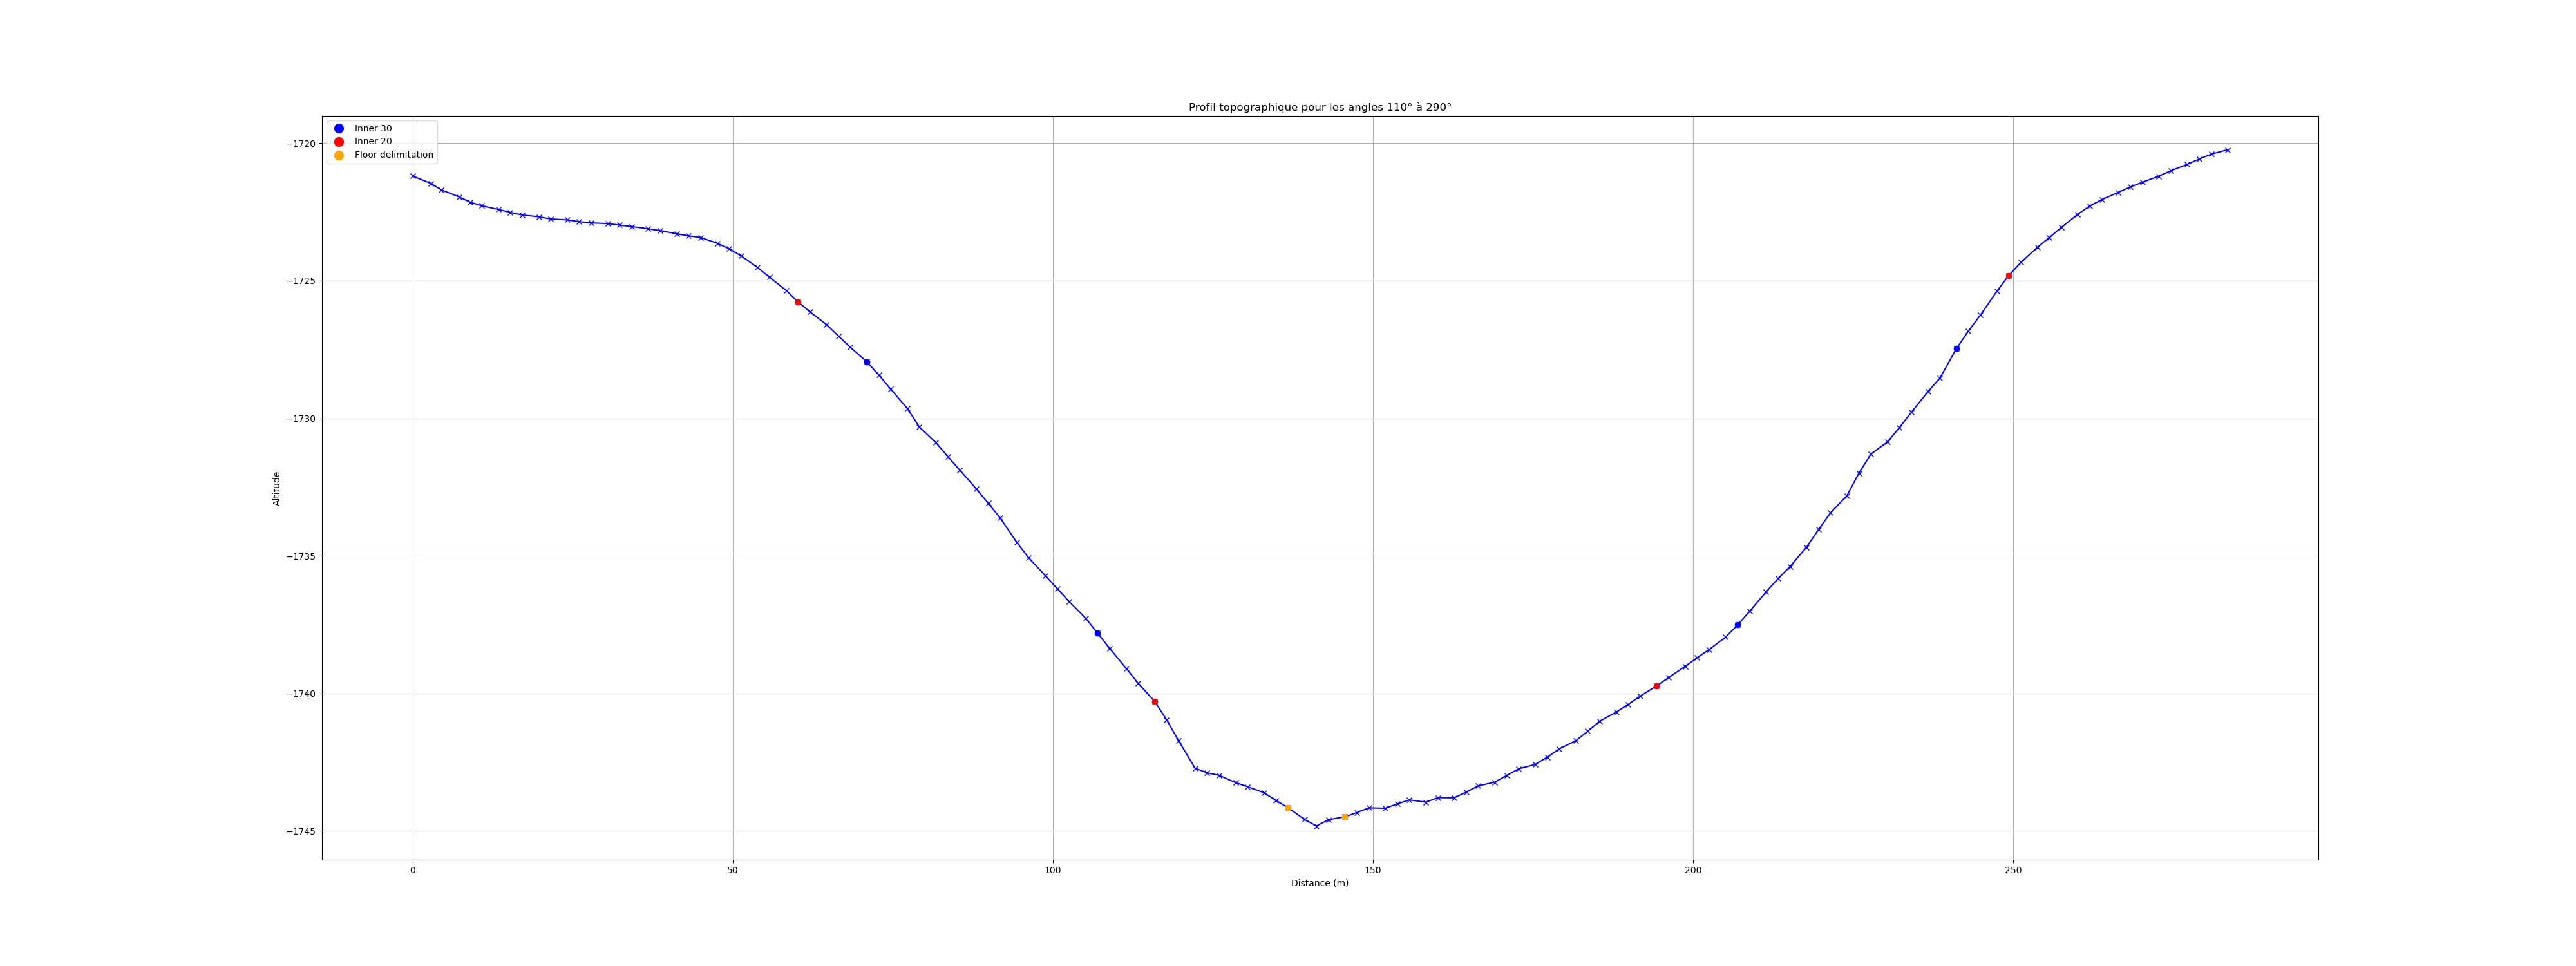 Profil topographique pour les angles 110° à 290°
Inner 30
Inner 20
Floor delimitation
−1720
−1725
−1730
−1735
−1740
−1745
Altitude
0
50
100
150
200
250
Distance (m)